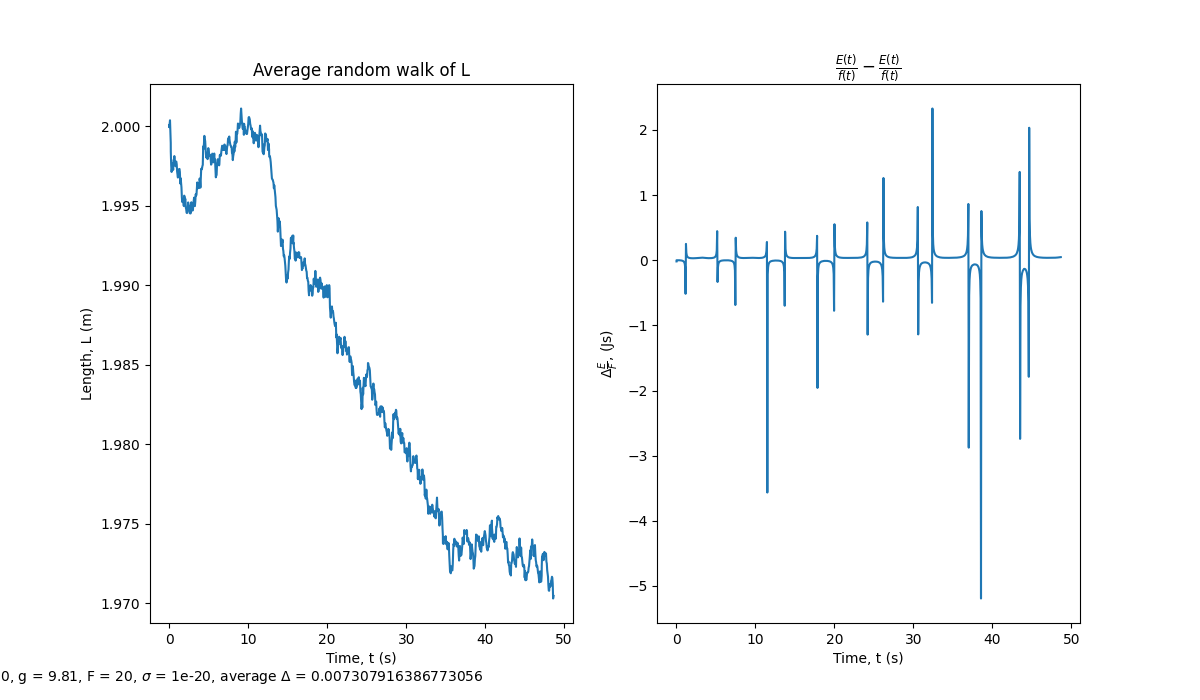 Average random walk of L
2.000
1.995
1.990
1.985
1.980
1.975
1.970
Length, L (m)
0 10 20 30 40 50
Time, t (s)
E(t)/f(t) − E(t)/f(t)
2
1
0
−1
−2
−3
−4
−5
Δ E/F, (Js)
0 10 20 30 40 50
Time, t (s)
0, g = 9.81, F = 20, σ = 1e-20, average Δ = 0.007307916386773056